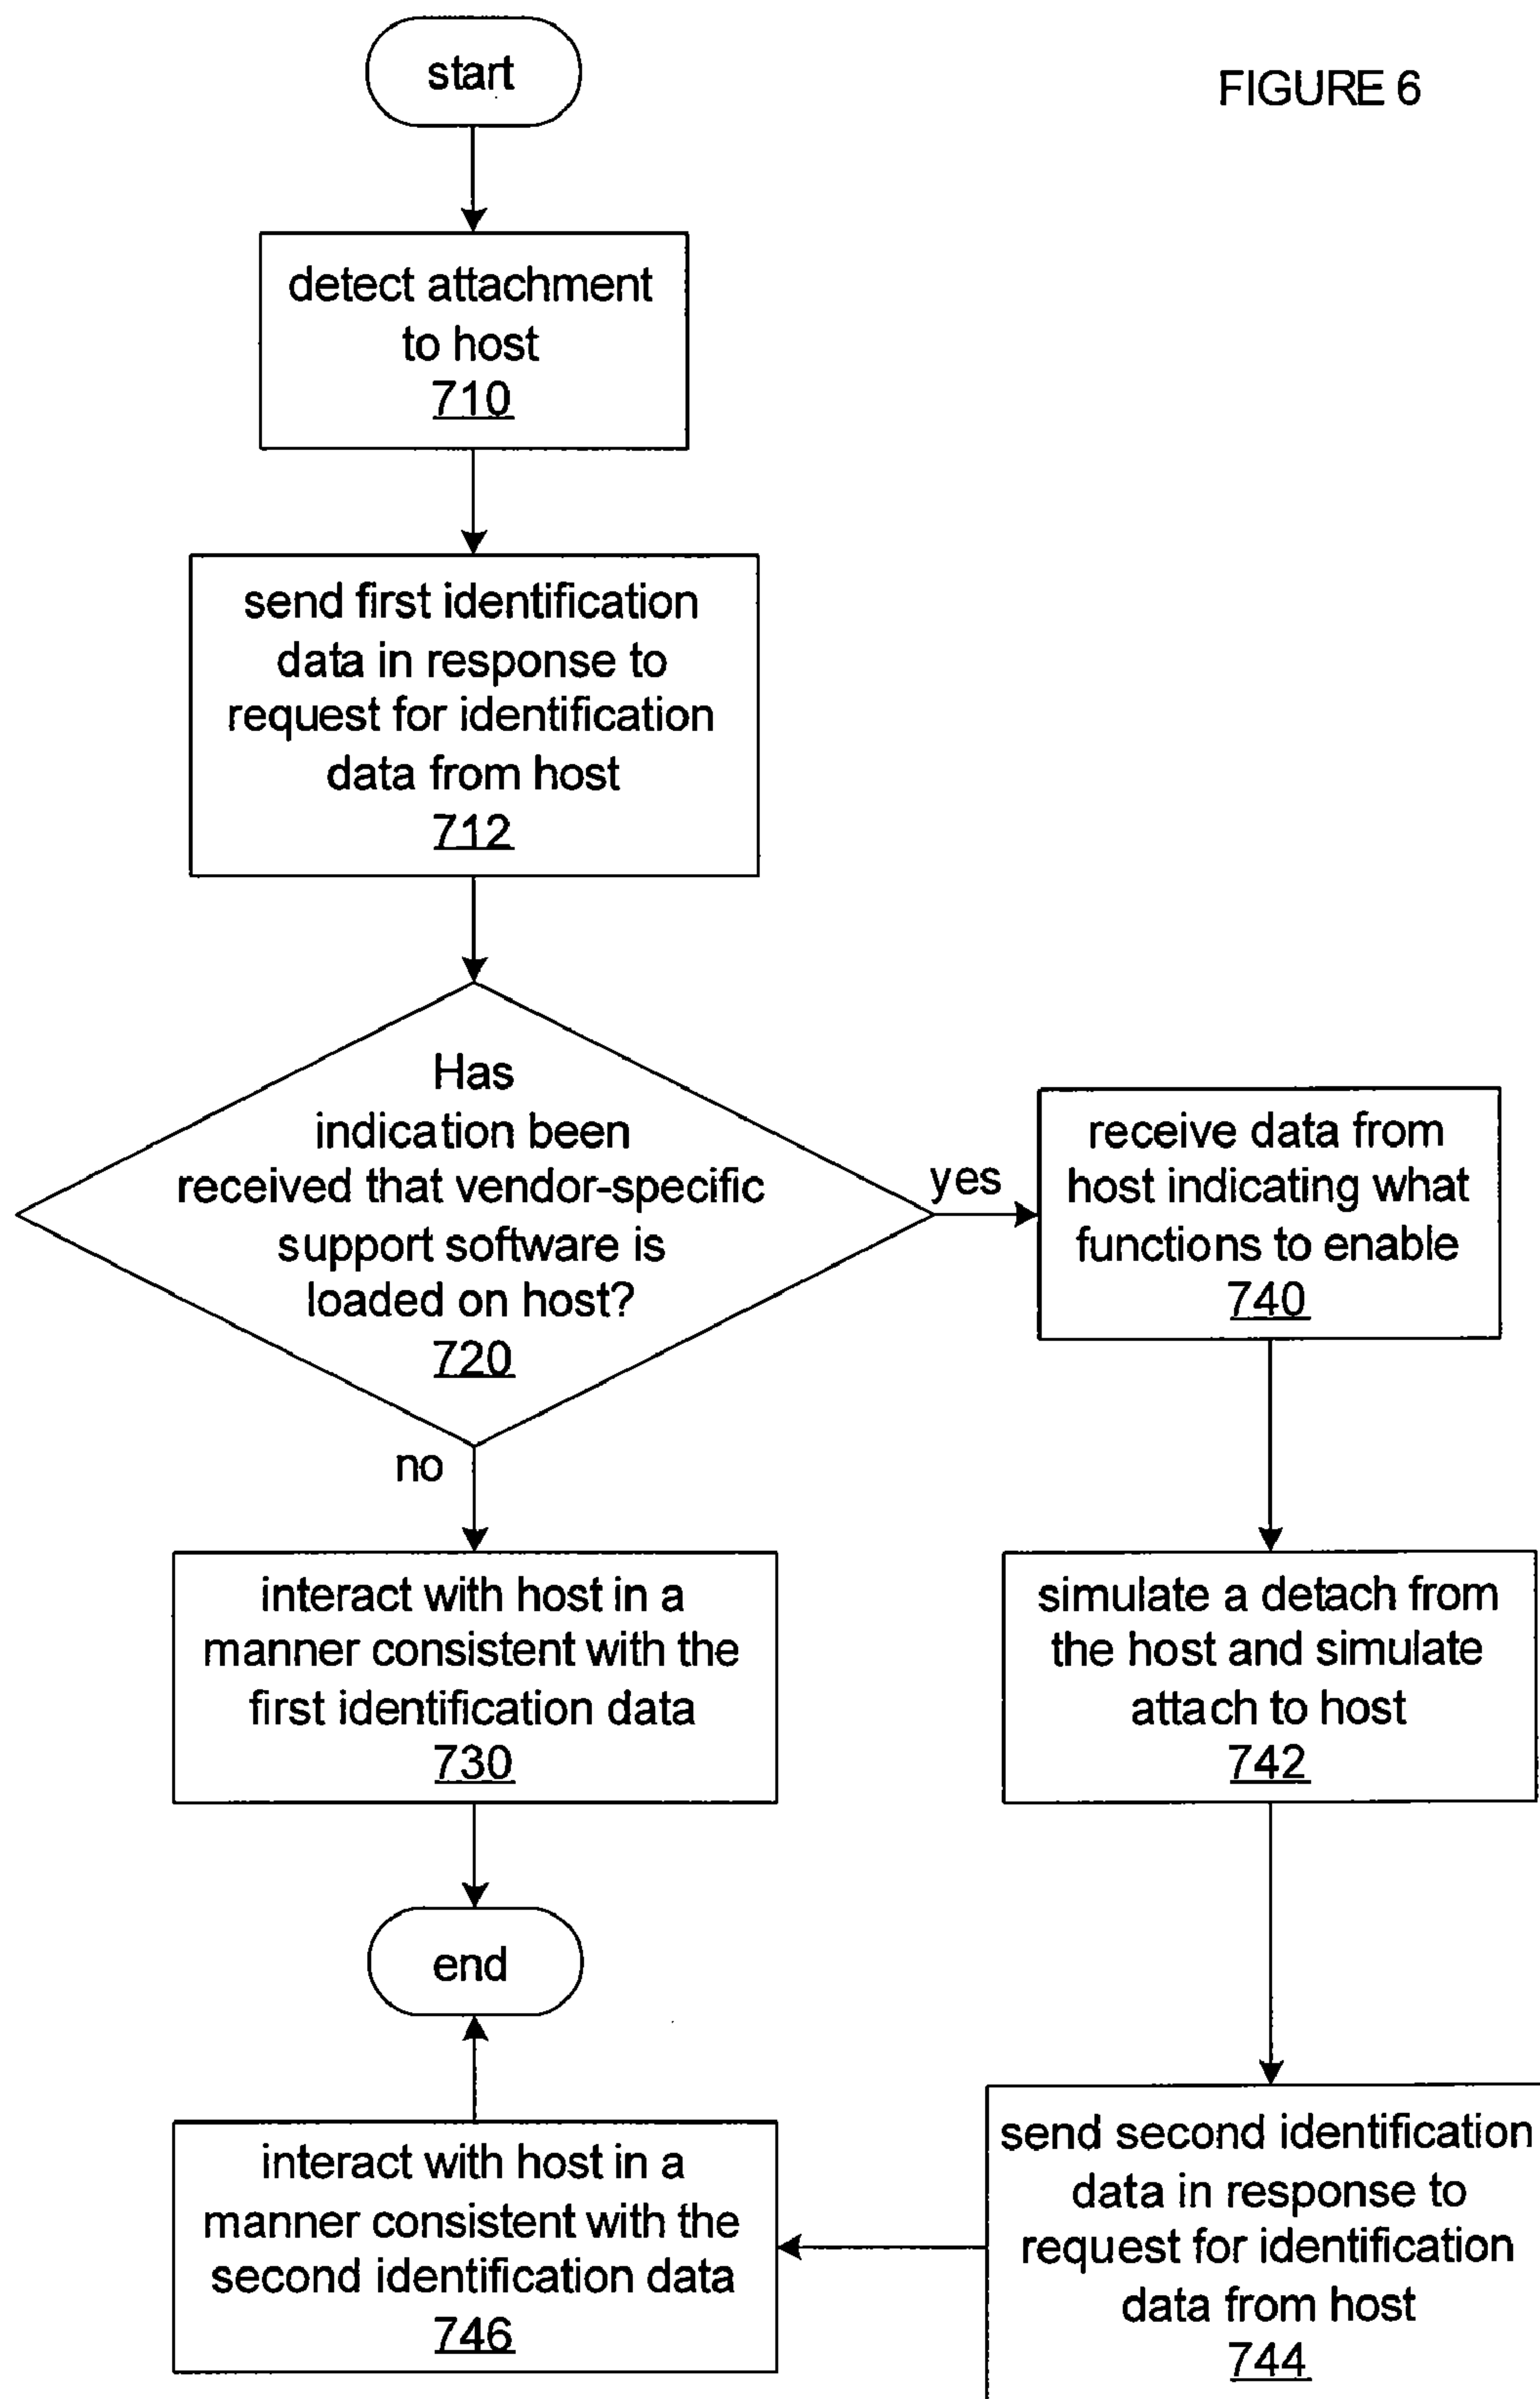 start
FIGURE 6
detect attachment
to host
710
send first identification
data in response to
request for identification
data from host
712
Has
indication been
received that vendor-specific
support software is
loaded on host?
720
yes
receive data from
host indicating what
functions to enable
740
no
interact with host in a
manner consistent with the
first identification data
730
simulate a detach from
the host and simulate
attach to host
742
end
send second identification
data in response to
request for identification
data from host
744
interact with host in a
manner consistent with the
second identification data
746